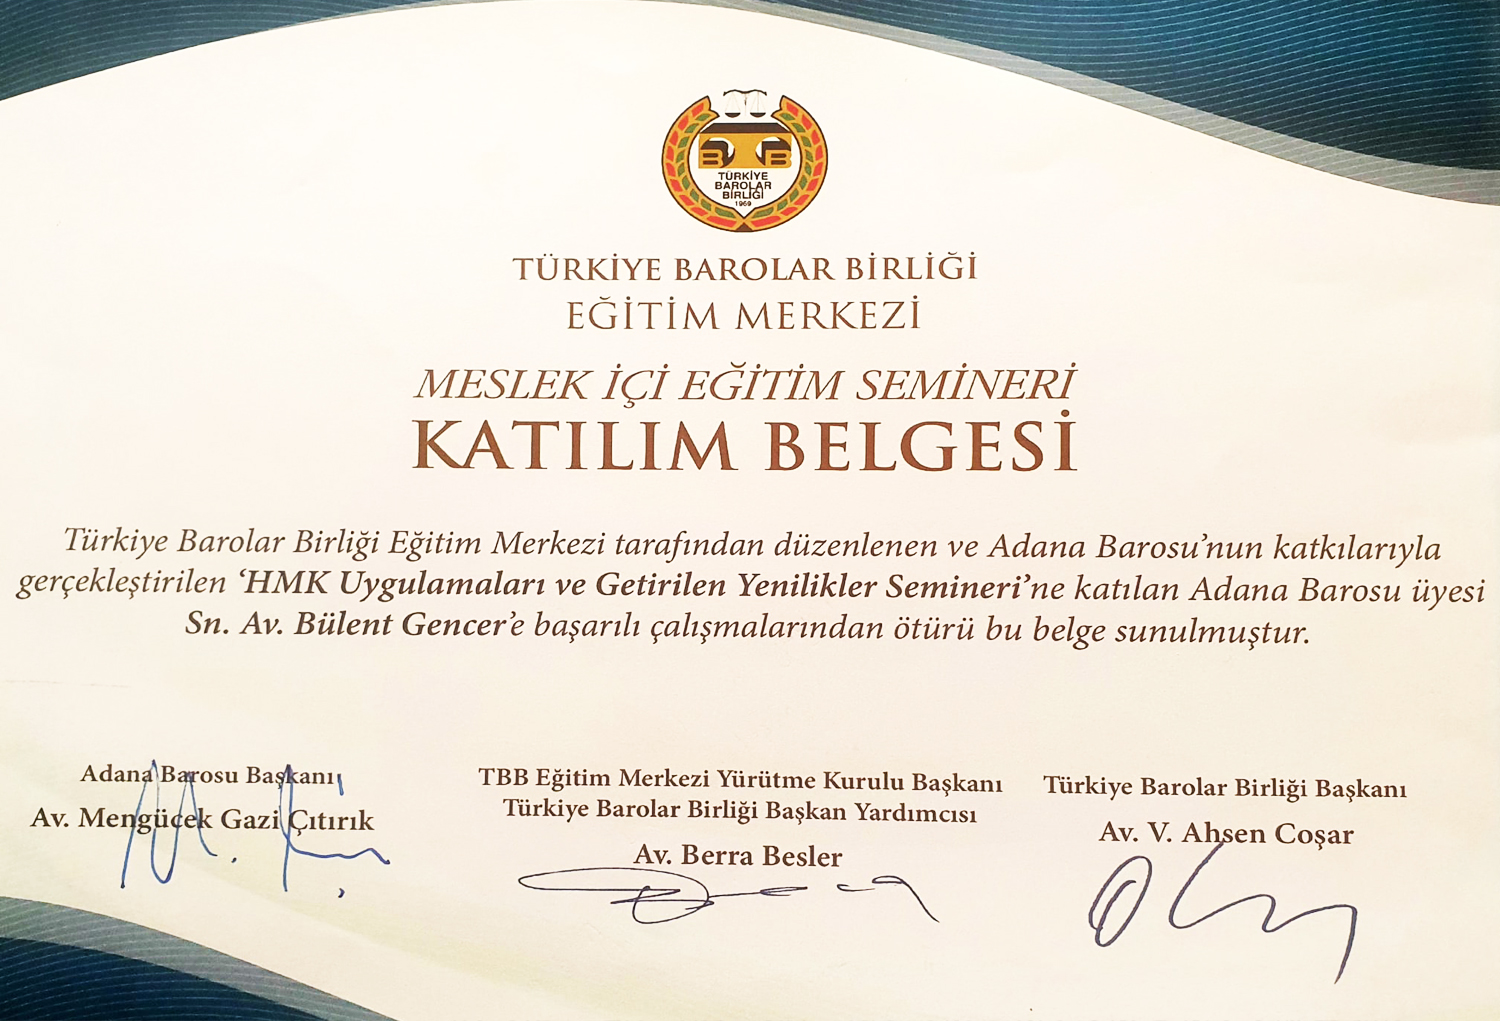 TÜRKİYE
BAROLAR
BİRLİĞİ
1969
TÜRKİYE BAROLAR BİRLİĞİ
EĞİTİM MERKEZİ
MESLEK İÇİ EĞİTİM SEMİNERİ
KATILIM BELGESİ
Türkiye Barolar Birliği Eğitim Merkezi tarafından düzenlenen ve Adana Barosu'nun katkılarıyla
gerçekleştirilen ‘HMK Uygulamaları ve Getirilen Yenilikler Semineri’ne katılan Adana Barosu üyesi
Sn. Av. Bülent Gencer’e başarılı çalışmalarından ötürü bu belge sunulmuştur.
Adana Barosu Başkanı
Av. Mengücek Gazi Çıtırık
TBB Eğitim Merkezi Yürütme Kurulu Başkanı
Türkiye Barolar Birliği Başkan Yardımcısı
Av. Berra Besler
Türkiye Barolar Birliği Başkanı
Av. V. Ahsen Coşar